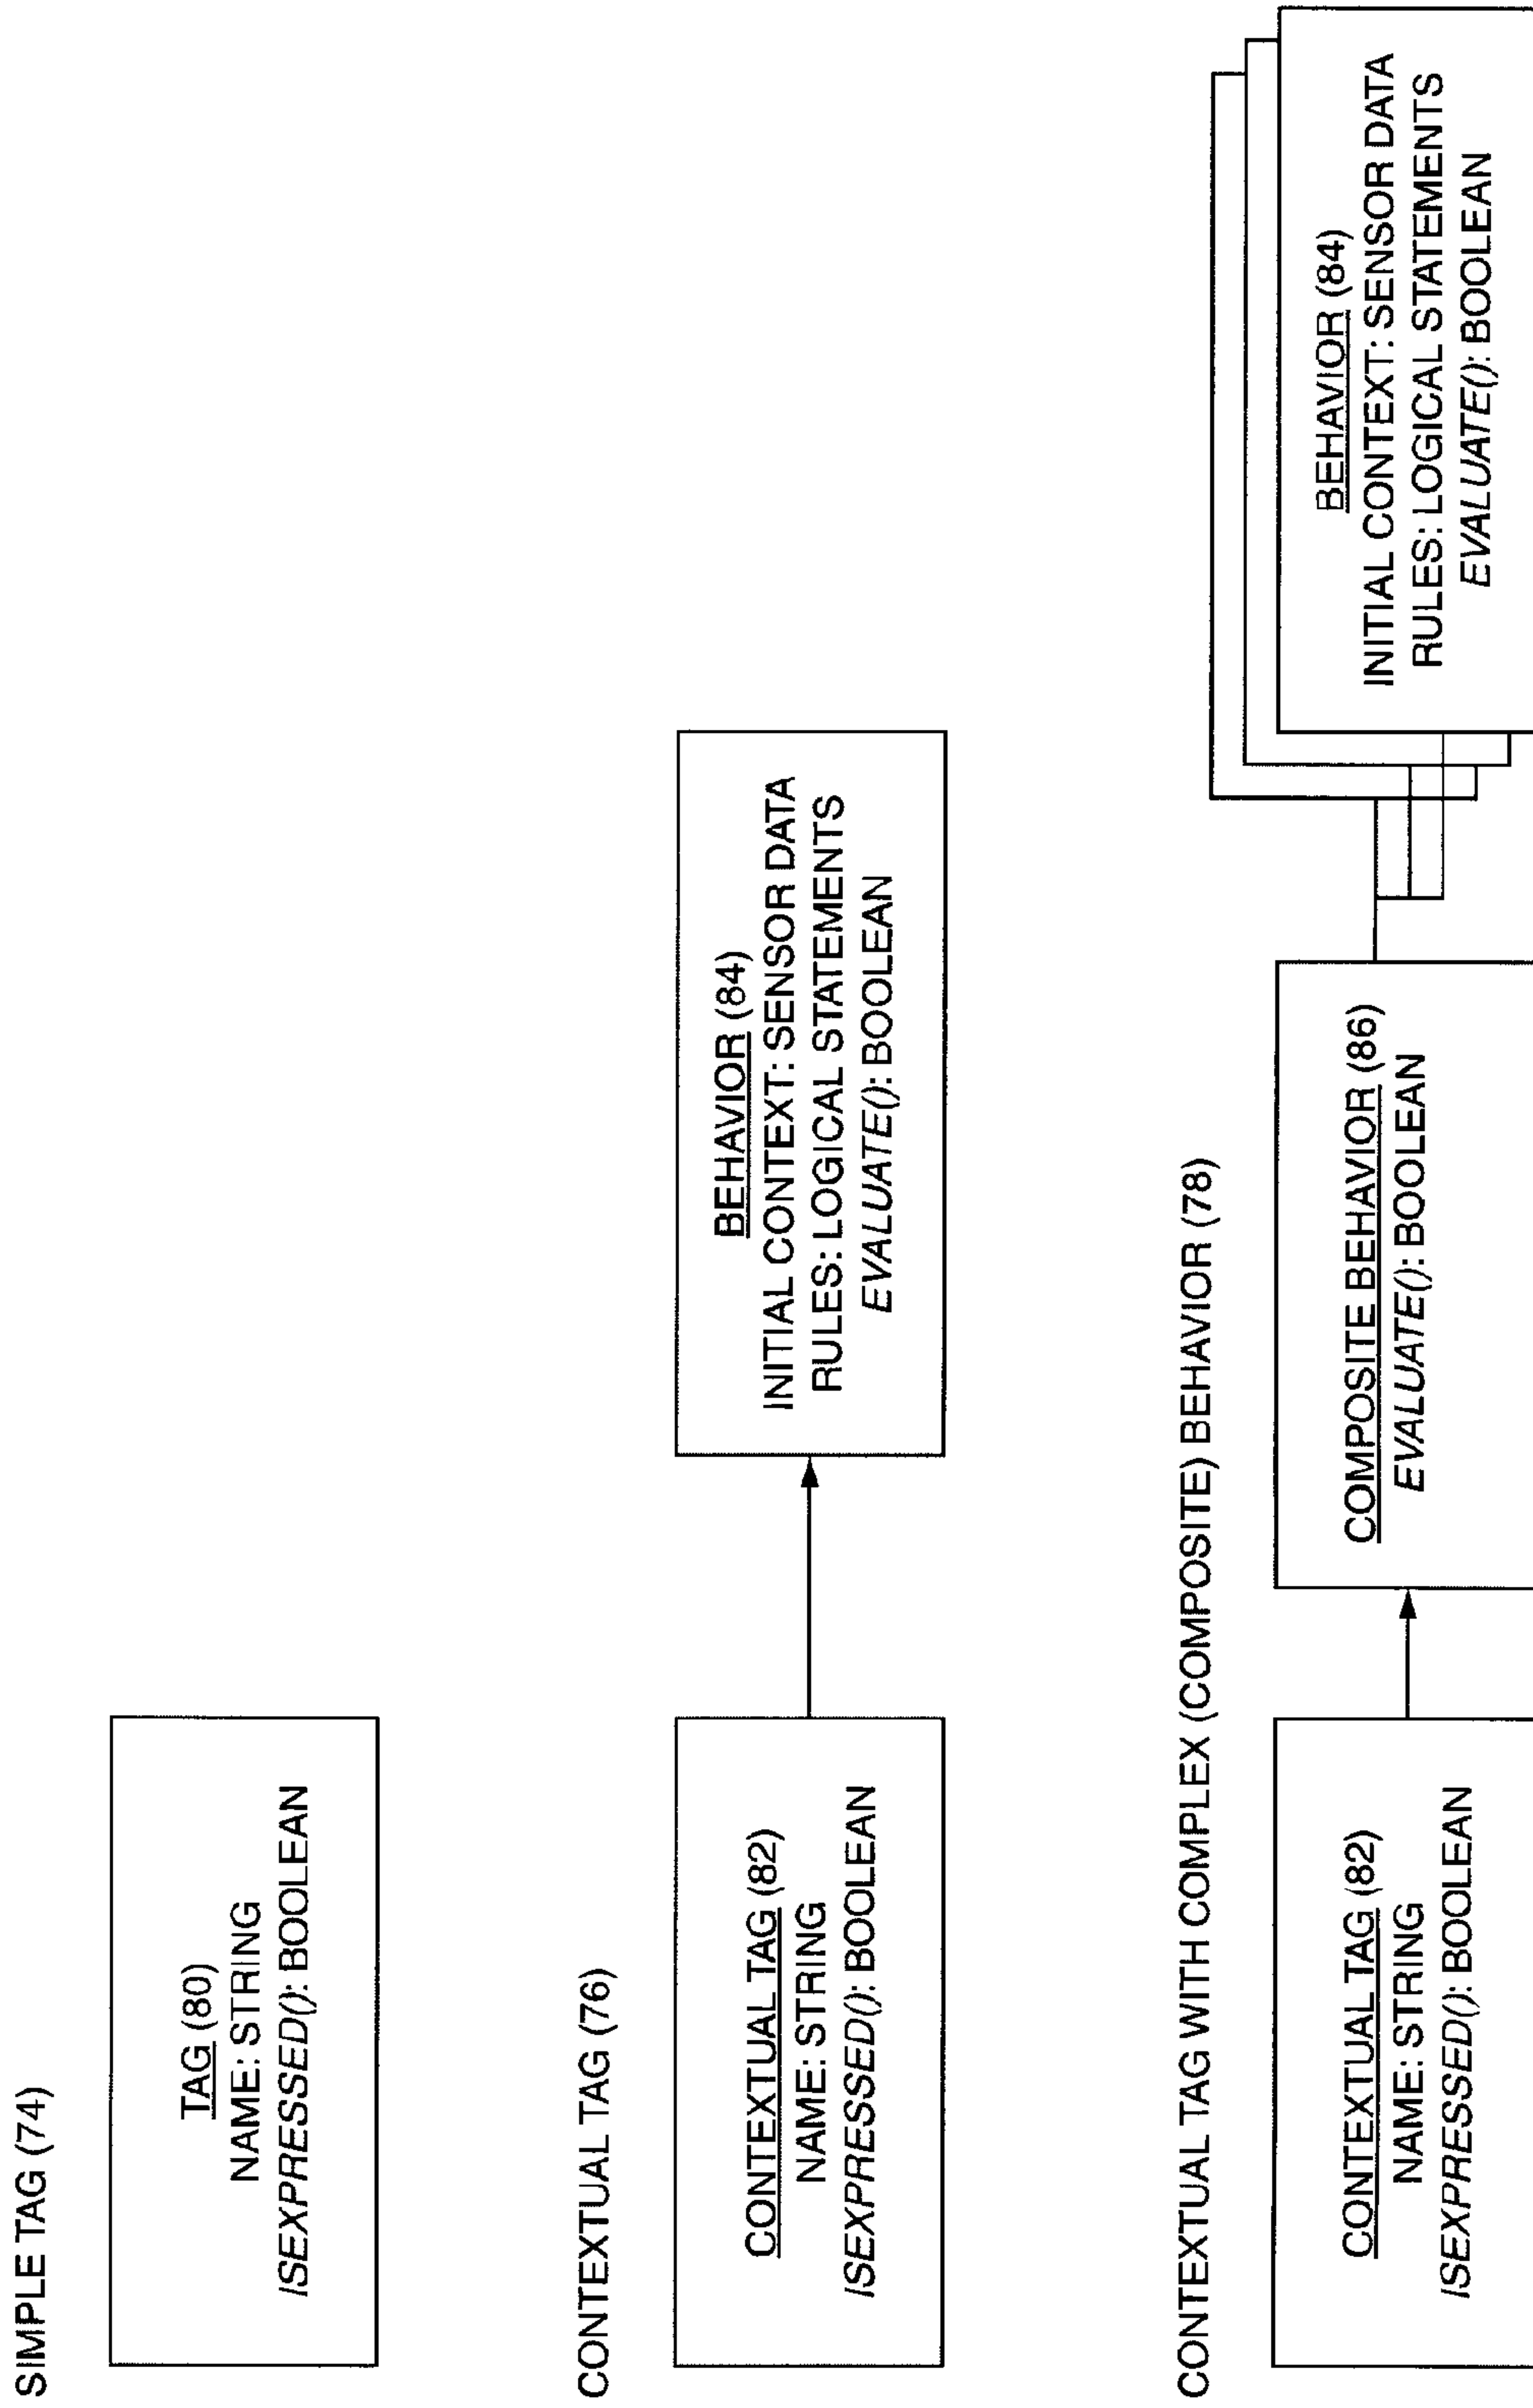 SIMPLE TAG (74)
TAG (80)
NAME: STRING
ISEXPRESSED(): BOOLEAN
CONTEXTUAL TAG (76)
CONTEXTUAL TAG (82)
NAME: STRING
ISEXPRESSED(): BOOLEAN
BEHAVIOR (84)
INITIAL CONTEXT: SENSOR DATA
RULES: LOGICAL STATEMENTS
EVALUATE(): BOOLEAN
CONTEXTUAL TAG WITH COMPLEX (COMPOSITE) BEHAVIOR (78)
CONTEXTUAL TAG (82)
NAME: STRING
ISEXPRESSED(): BOOLEAN
COMPOSITE BEHAVIOR (86)
EVALUATE(): BOOLEAN
BEHAVIOR (84)
INITIAL CONTEXT: SENSOR DATA
RULES: LOGICAL STATEMENTS
EVALUATE(): BOOLEAN